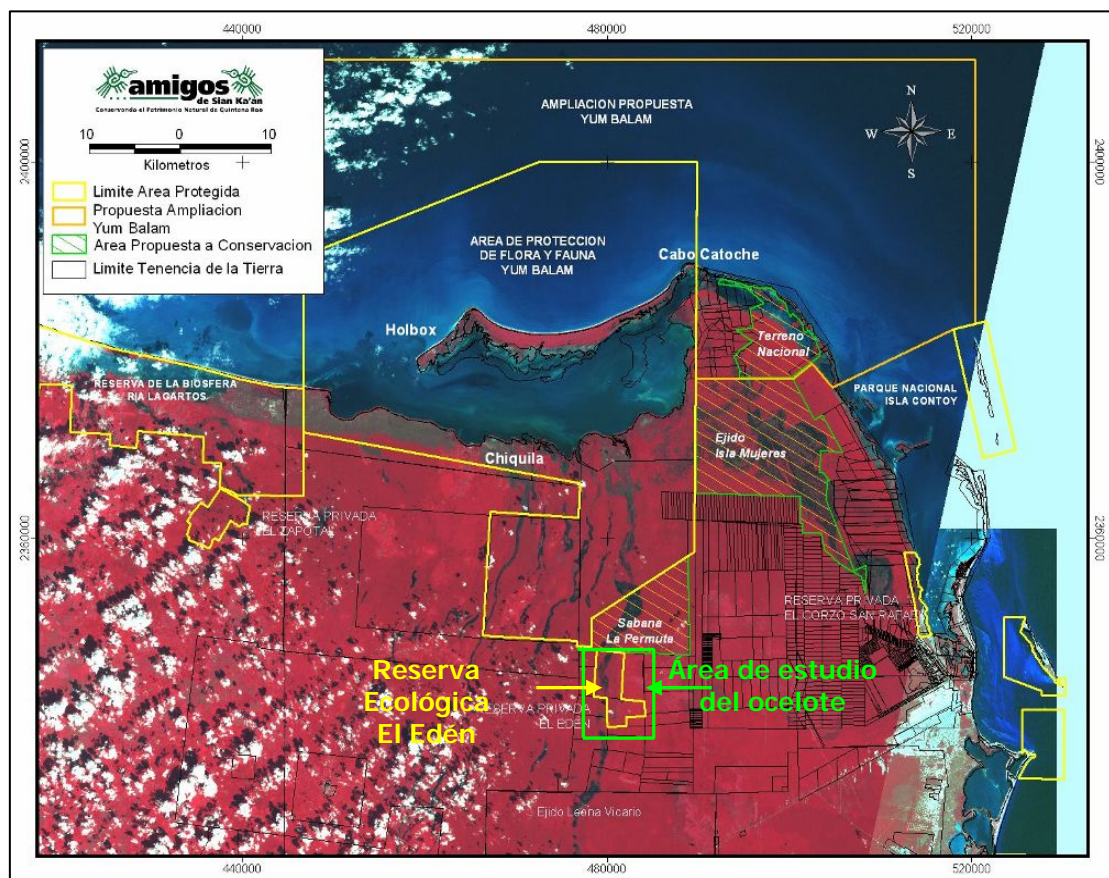 440000
480000
520000
amigos
de Sian Ka'an
Conservando el Patrimonio Natural de Quintana Roo
10 0 10
Kilometros
Limite Area Protegida
Propuesta Ampliacion
Yum Balam
Area Propuesta a Conservacion
Limite Tenencia de la Tierra
AMPLIACION PROPUESTA
YUM BALAM
N
W E
S
2400000
2400000
AREA DE PROTECCION
DE FLORA Y FAUNA
YUM BALAM
Cabo Catoche
Holbox
Terreno
Nacional
RESERVA DE LA BIOSFERA
RIA LAGARTOS
PARQUE NACIONAL
ISLA CONTOY
Ejido
Isla Mujeres
Chiquila
RESERVA PRIVADA
EL ZAPOTAL
2360000
2360000
RESERVA PRIVADA
EL CORZO SAN RAFAEL
Sabana
La Permuta
Reserva
Ecológica
El Edén
Área de estudio
del ocelote
RESERVA PRIVADA
EL EDEN
Ejido Leona Vicario
440000
480000
520000